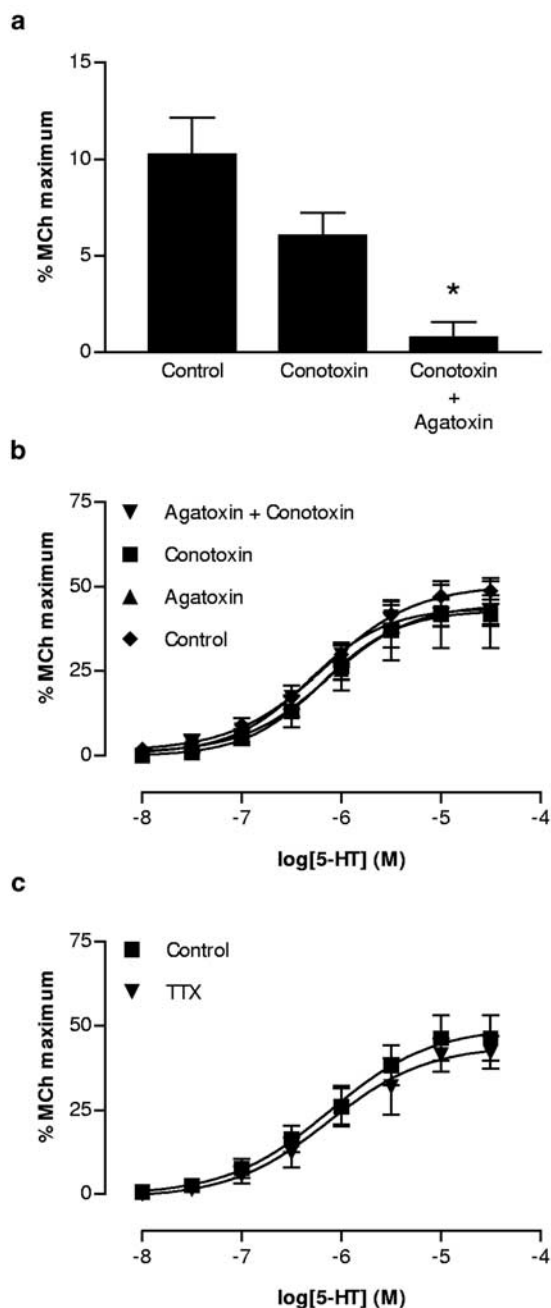 a
15
10
5
0
% MCh maximum
*
Control
Conotoxin
Conotoxin
+
Agatoxin
b
75
50
25
0
% MCh maximum
Agatoxin + Conotoxin
Conotoxin
Agatoxin
Control
-8
-7
-6
-5
-4
log[5-HT] (M)
c
75
50
25
0
% MCh maximum
Control
TTX
-8
-7
-6
-5
-4
log[5-HT] (M)